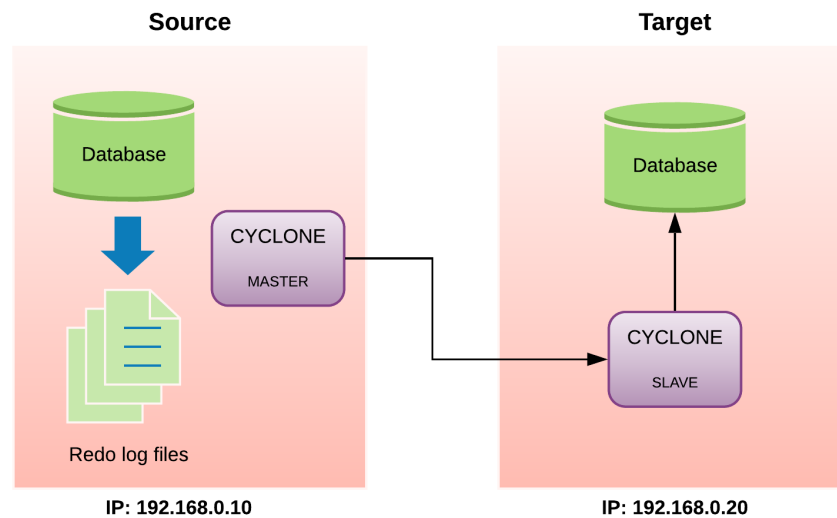 Source
Target
Database
Database
CYCLONE
MASTER
CYCLONE
SLAVE
Redo log files
IP: 192.168.0.10
IP: 192.168.0.20